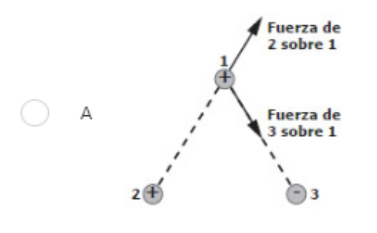 Fuerza de
2 sobre 1
1
+
A
Fuerza de
3 sobre 1
2 +
- 3